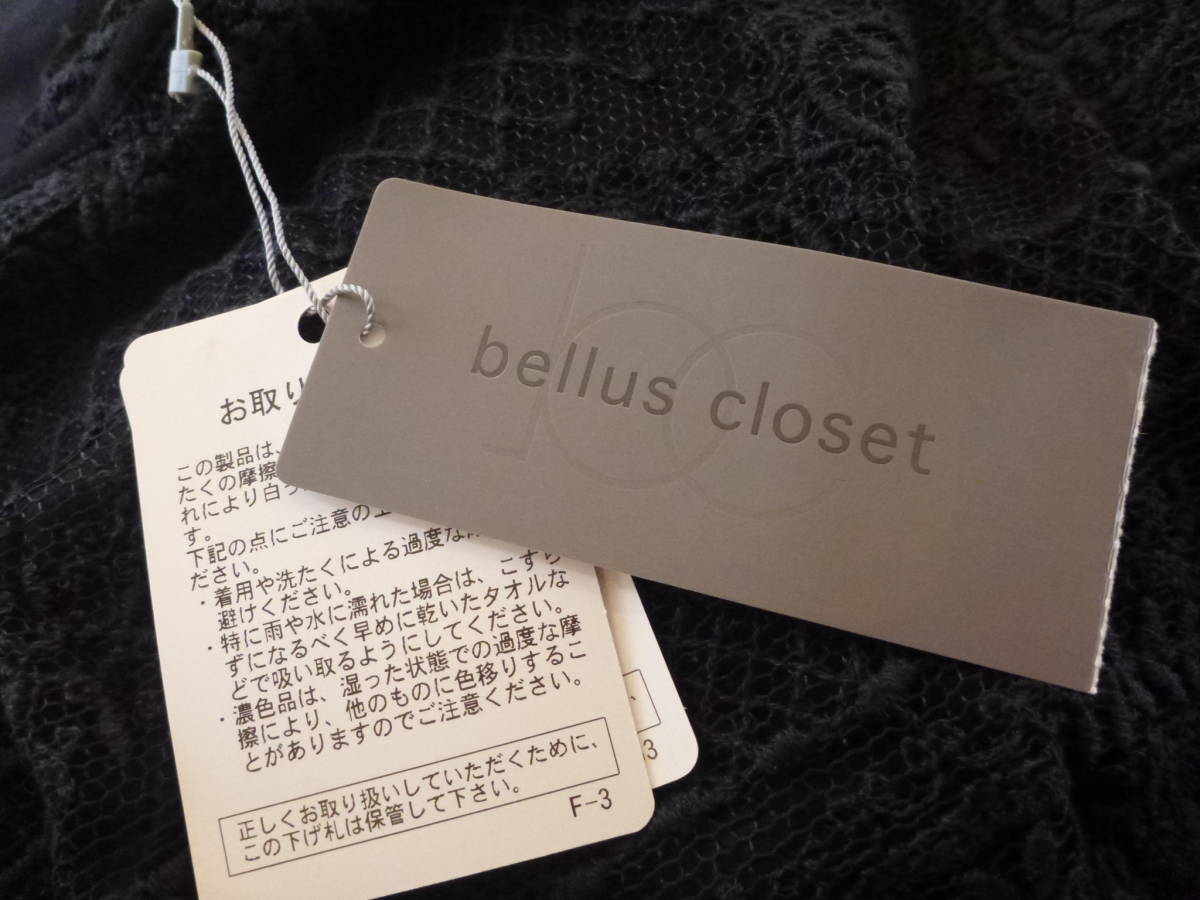 bellus closet
お取り
この製品は、
たくの摩擦
れにより白っ
す。
下記の点にご注意の上
ださい。
・着用や洗たくによる過度な
避けください。
・特に雨や水に濡れた場合は、こすら
ずになるべく早めに乾いたタオルな
どで吸い取るようにしてください。
・濃色品は、湿った状態での過度な摩
擦により、他のものに色移りするこ
とがありますのでご注意ください。
正しくお取り扱いしていただくために、
この下げ札は保管して下さい。
F-3
、
3